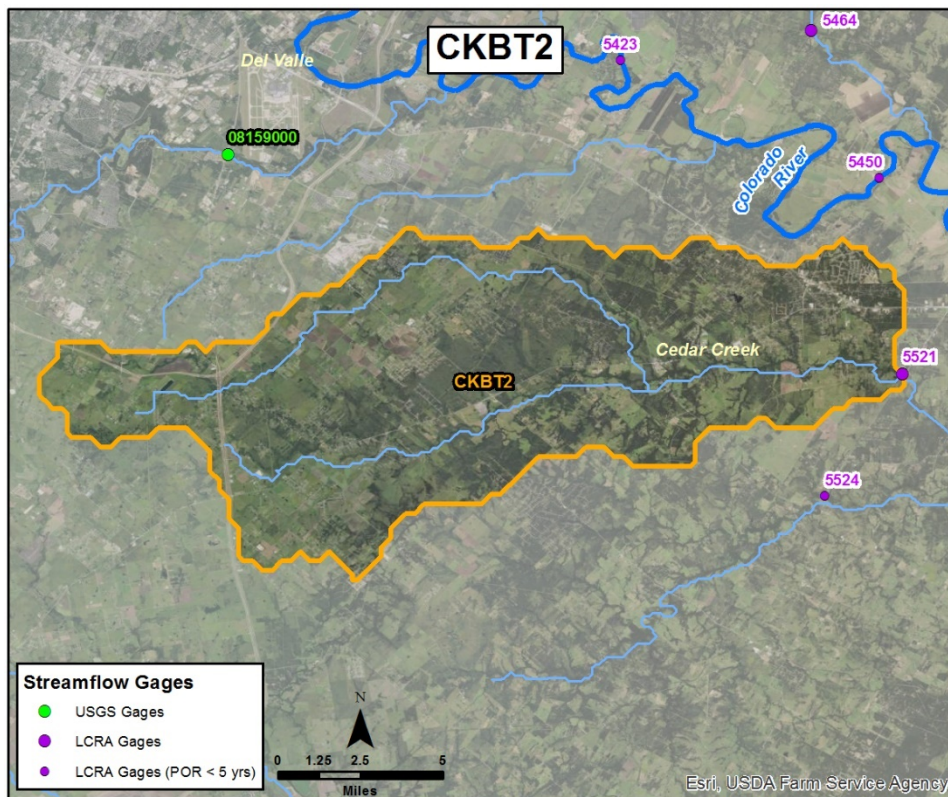 CKBT2
5464
5423
Del Valle
08159000
5450
Colorado
River
Cedar Creek
5521
CKBT2
5524
Streamflow Gages
USGS Gages
LCRA Gages
LCRA Gages (POR < 5 yrs)
N
0 1.25 2.5 5
Miles
Esri, USDA Farm Service Agency